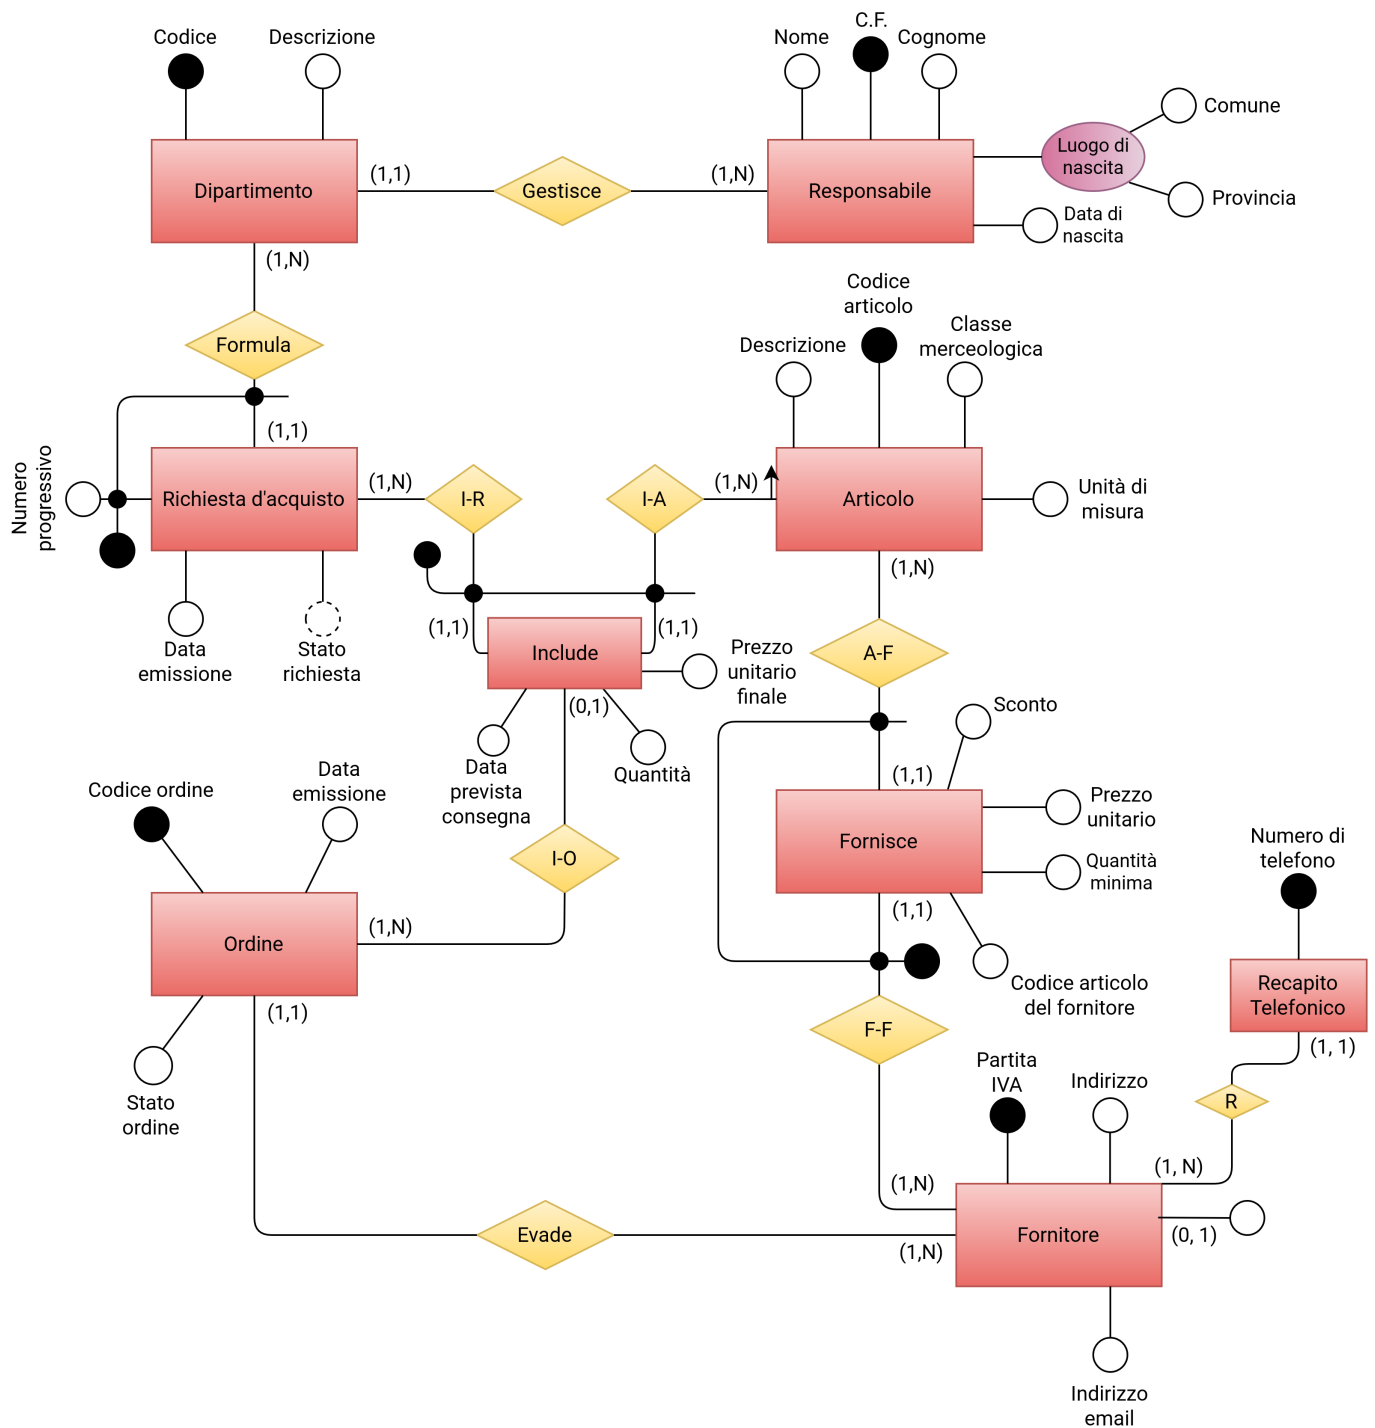 Codice
Descrizione
Nome
C.F.
Cognome
Comune
Luogo di
nascita
Provincia
Data di
nascita
Dipartimento
(1,1)
Gestisce
(1,N)
Responsabile
(1,N)
Formula
(1,1)
Codice
articolo
Descrizione
Classe
merceologica
Numero
progressivo
Richiesta d'acquisto
(1,N)
I-R
I-A
(1,N)
Articolo
Unità di
misura
(1,N)
Data
emissione
Stato
richiesta
(1,1)
Include
(1,1)
Prezzo
unitario
finale
(0,1)
Data
prevista
consegna
Quantità
A-F
Sconto
(1,1)
Codice ordine
Data
emissione
I-O
Fornisce
Prezzo
unitario
Quantità
minima
(1,1)
Codice articolo
del fornitore
Numero di
telefono
Recapito
Telefonico
(1, 1)
Ordine
(1,N)
(1,1)
Stato
ordine
F-F
Partita
IVA
Indirizzo
R
(1, N)
(1,N)
Evade
(1,N)
Fornitore
(0, 1)
Indirizzo
email